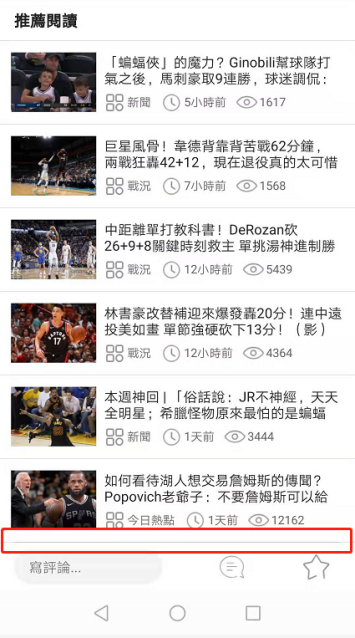 推薦閱讀
「蝙蝠俠」的魔力？Ginobili幫球隊打
氣之後，馬刺豪取9連勝，球迷調侃：
新聞 5小時前 1617
巨星風骨！韋德背靠背苦戰62分鐘，
兩戰狂轟42+12，現在退役真的太可惜
戰況 7小時前 1568
中距離單打教科書！DeRozan砍
26+9+8關鍵時刻救主 單挑湯神進制勝
戰況 12小時前 5439
林書豪改替補迎來爆發轟20分！連中遠
投美如畫 單節強硬砍下13分！（影）
戰況 12小時前 4364
本週神回 |「俗話說：JR不神經，天天
全明星；希臘怪物原來最怕的是蝙蝠
新聞 1天前 3444
如何看待湖人想交易詹姆斯的傳聞？
Popovich老爺子：不要詹姆斯可以給
今日熱點 1天前 12162
寫評論...